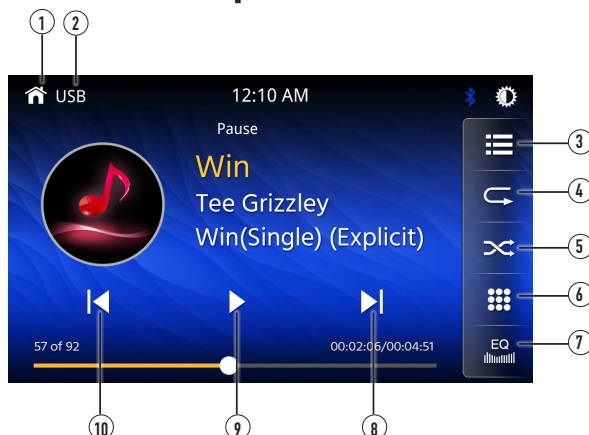 1 2
USB 12:10 AM
Pause
Win
Tee Grizzley
Win(Single) (Explicit)
57 of 92 00:02:06/00:04:51
3
4
5
6
EQ 7
10 9 8